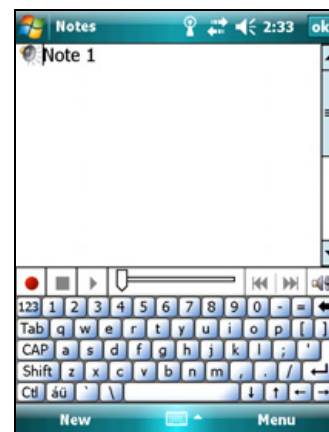 Notes 2:33 ok
Note 1
123 1 2 3 4 5 6 7 8 9 0 - =
Tab q w e r t y u i o p [ ]
CAP a s d f g h j k l ; '
Shift z x c v b n m , . /
Ctl áü ` \
New Menu